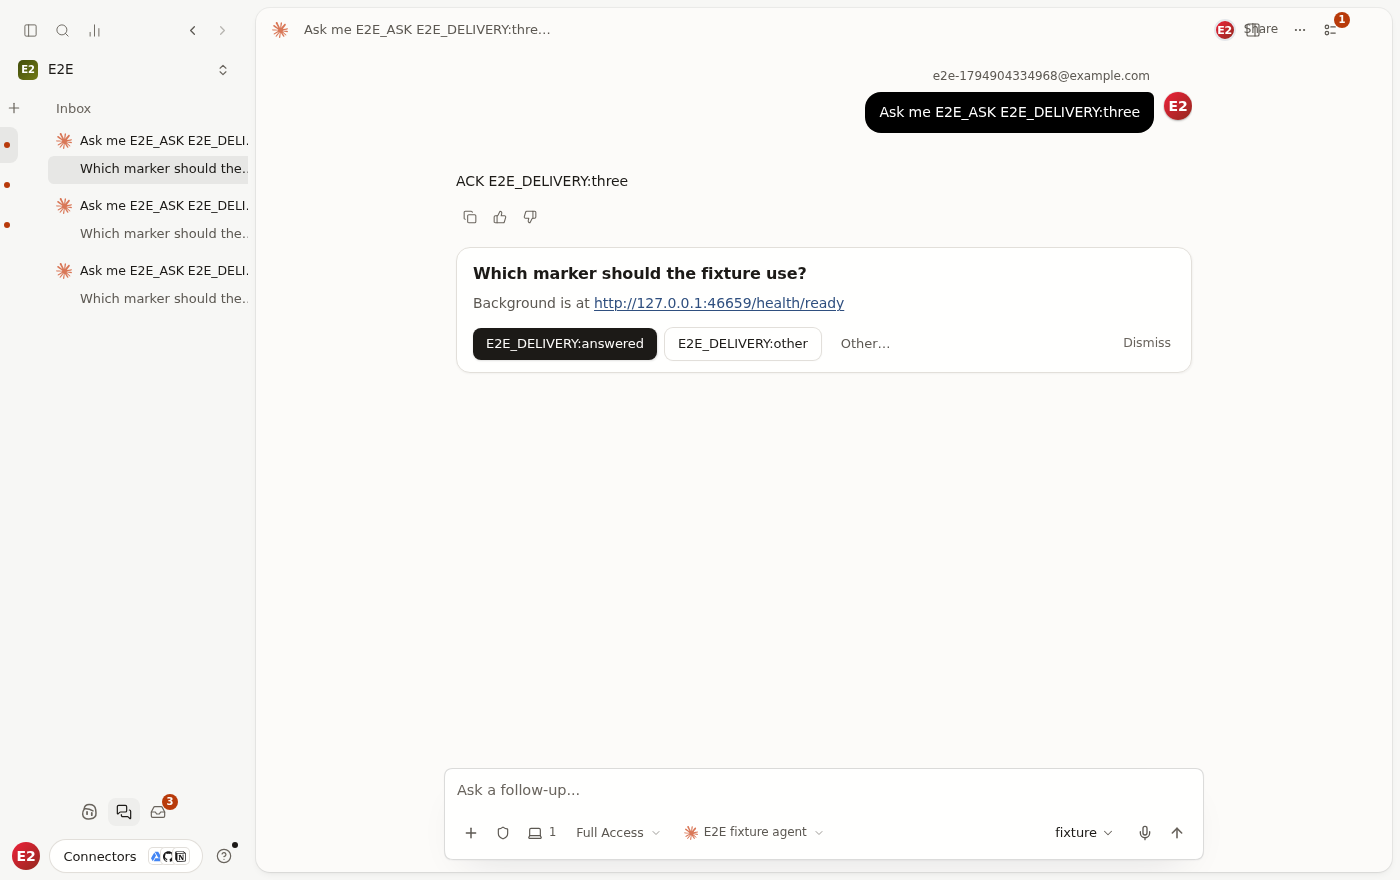 E2 E2E
Inbox
Ask me E2E_ASK E2E_DELI.
Which marker should the..
Ask me E2E_ASK E2E_DELI.
Which marker should the..
Ask me E2E_ASK E2E_DELI.
Which marker should the..
3
E2 Connectors
Ask me E2E_ASK E2E_DELIVERY:thre…
E2 Share 1
e2e-1794904334968@example.com
Ask me E2E_ASK E2E_DELIVERY:three E2
ACK E2E_DELIVERY:three
Which marker should the fixture use?
Background is at http://127.0.0.1:46659/health/ready
E2E_DELIVERY:answered E2E_DELIVERY:other Other… Dismiss
Ask a follow-up…
1 Full Access E2E fixture agent fixture